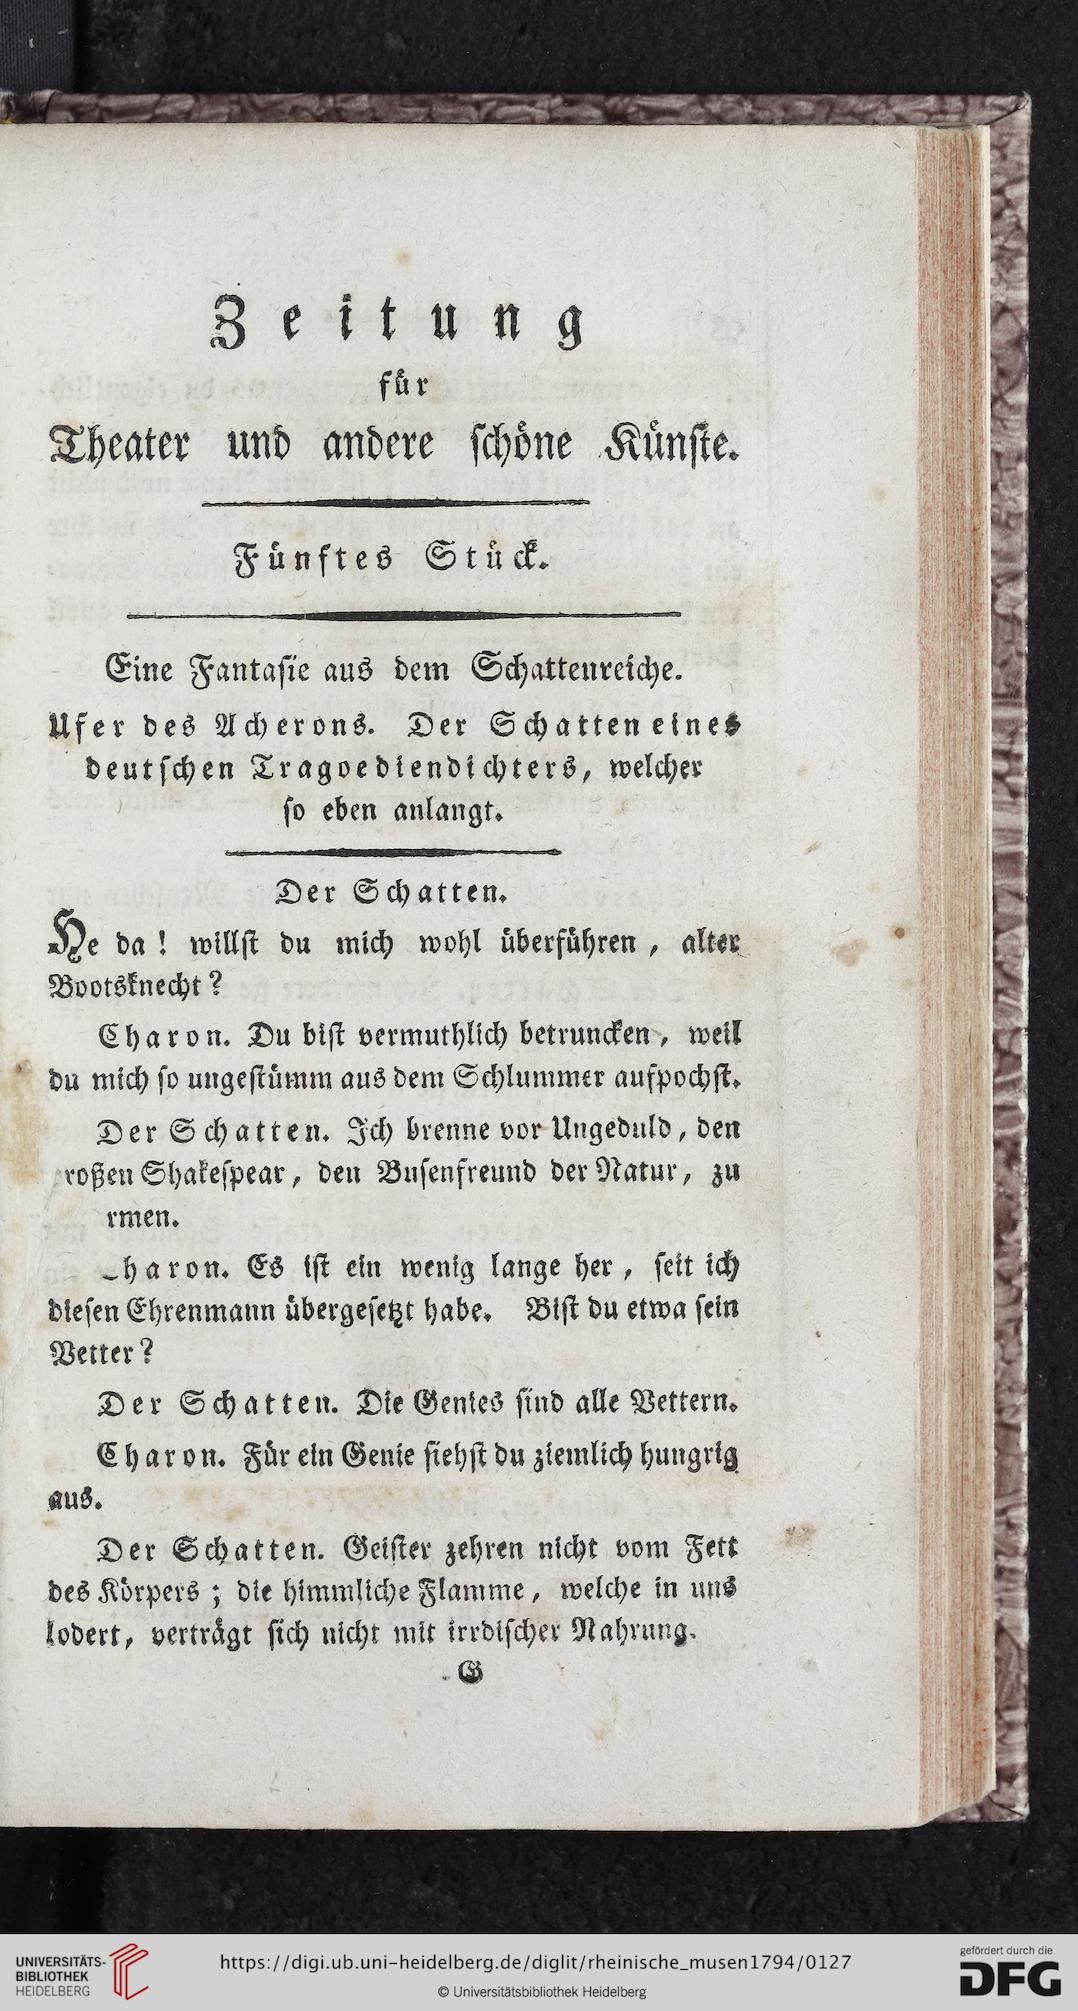 Zeitung
für
Theater und andere schöne Künste.
Fünftes Stück.
Eine Fantasie aus dem Schattenreiche.
Ufer des Acherons. Der Schatten eines
deutschen Tragoediendichters, welcher
so eben anlangt.
Der Schatten.
He da! willst du mich wohl überführen, alter
Bootsknecht?
Charon. Du bist vermuthlich betruncken, weil
du mich so ungestümm aus dem Schlummer aufpochst.
Der Schatten. Ich brenne vor Ungeduld, den
roßen Shakespear, den Busenfreund der Natur, zu
rmen.
haron. Es ist ein wenig lange her, seit ich
diesen Ehrenmann übergesetzt habe. Bist du etwa sein
Vetter?
Der Schatten. Die Genies sind alle Vettern.
Charon. Für ein Genie siehst du ziemlich hungrig
aus.
Der Schatten. Geister zehren nicht vom Fett
des Körpers; die himmliche Flamme, welche in uns
lodert, verträgt sich nicht mit irrdischer Nahrung.
G
UNIVERSITÄTS-
BIBLIOTHEK
HEIDELBERG
https://digi.ub.uni-heidelberg.de/diglit/rheinische_musen1794/0127
© Universitätsbibliothek Heidelberg
gefördert durch die
DFG